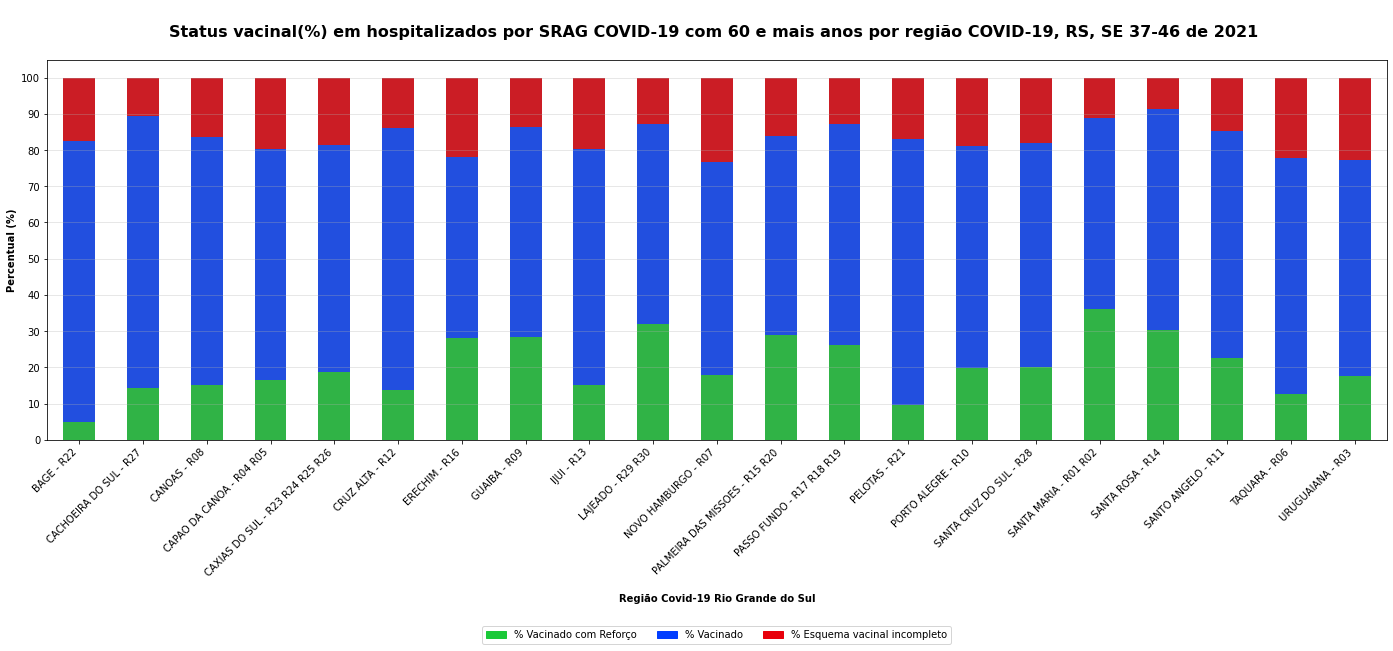 Status vacinal(%) em hospitalizados por SRAG COVID-19 com 60 e mais anos por região COVID-19, RS, SE 37-46 de 2021
100
90
80
70
60
50
40
30
20
10
0
Percentual (%)
BAGE - R22
CACHOEIRA DO SUL - R27
CANOAS - R08
CAPAO DA CANOA - R04 R05
CAXIAS DO SUL - R23 R24 R25 R26
CRUZ ALTA - R12
ERECHIM - R16
GUAIBA - R09
IJUI - R13
LAJEADO - R29 R30
NOVO HAMBURGO - R07
PALMEIRA DAS MISSOES - R15 R20
PASSO FUNDO - R17 R18 R19
PELOTAS - R21
PORTO ALEGRE - R10
SANTA CRUZ DO SUL - R28
SANTA MARIA - R01 R02
SANTA ROSA - R14
SANTO ANGELO - R11
TAQUARA - R06
URUGUAIANA - R03
Região Covid-19 Rio Grande do Sul
% Vacinado com Reforço
% Vacinado
% Esquema vacinal incompleto